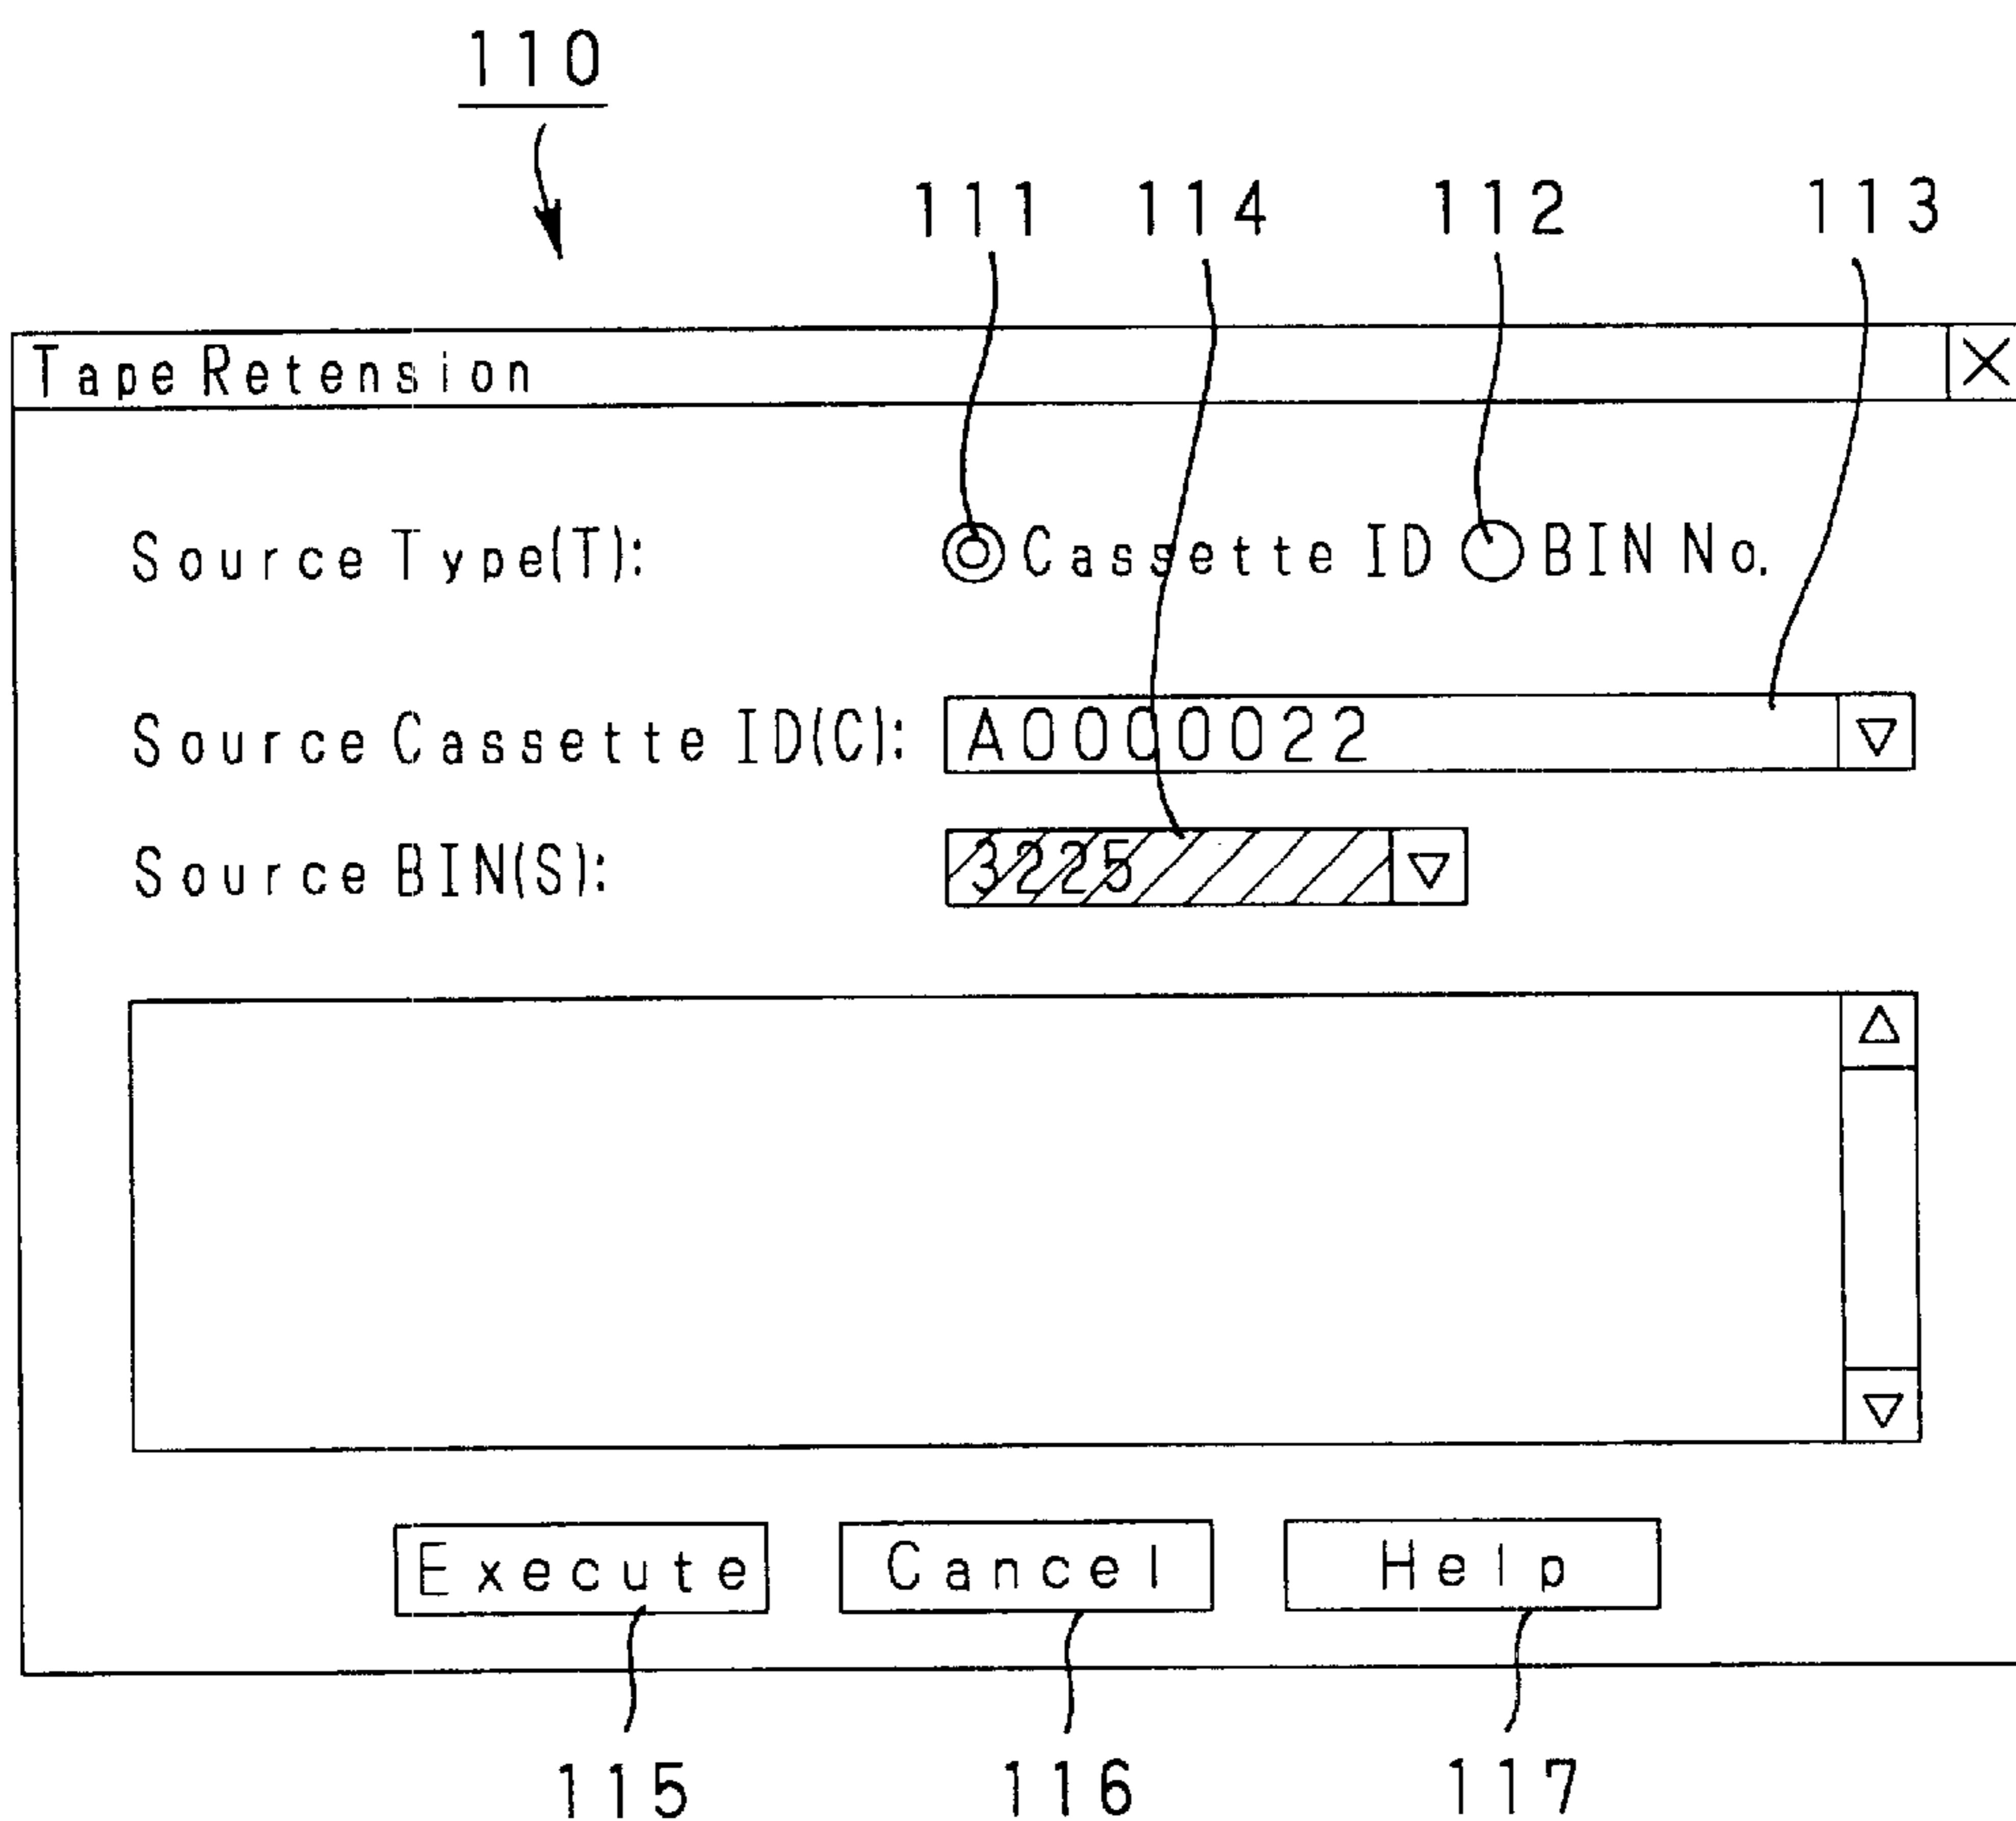 110
111 114 112 113
Tape Retension
Source Type(T): Cassette ID BIN No.
Source Cassette ID(C): A0000022
Source BIN(S): 3225
Execute Cancel Help
115 116 117